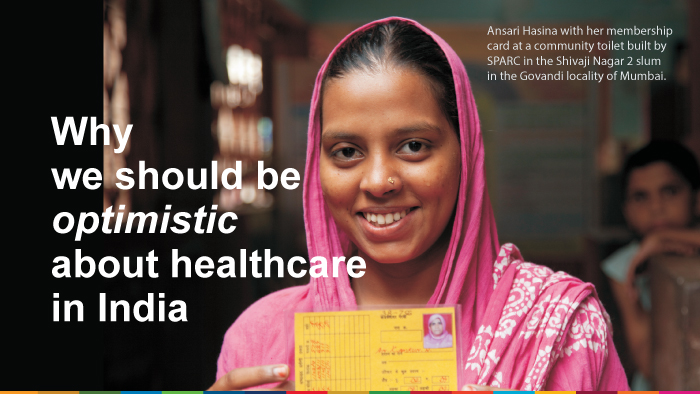 Ansari Hasina with her membership
card at a community toilet built by
SPARC in the Shivaji Nagar 2 slum
in the Govandi locality of Mumbai.
Why
we should be
optimistic
about healthcare
in India